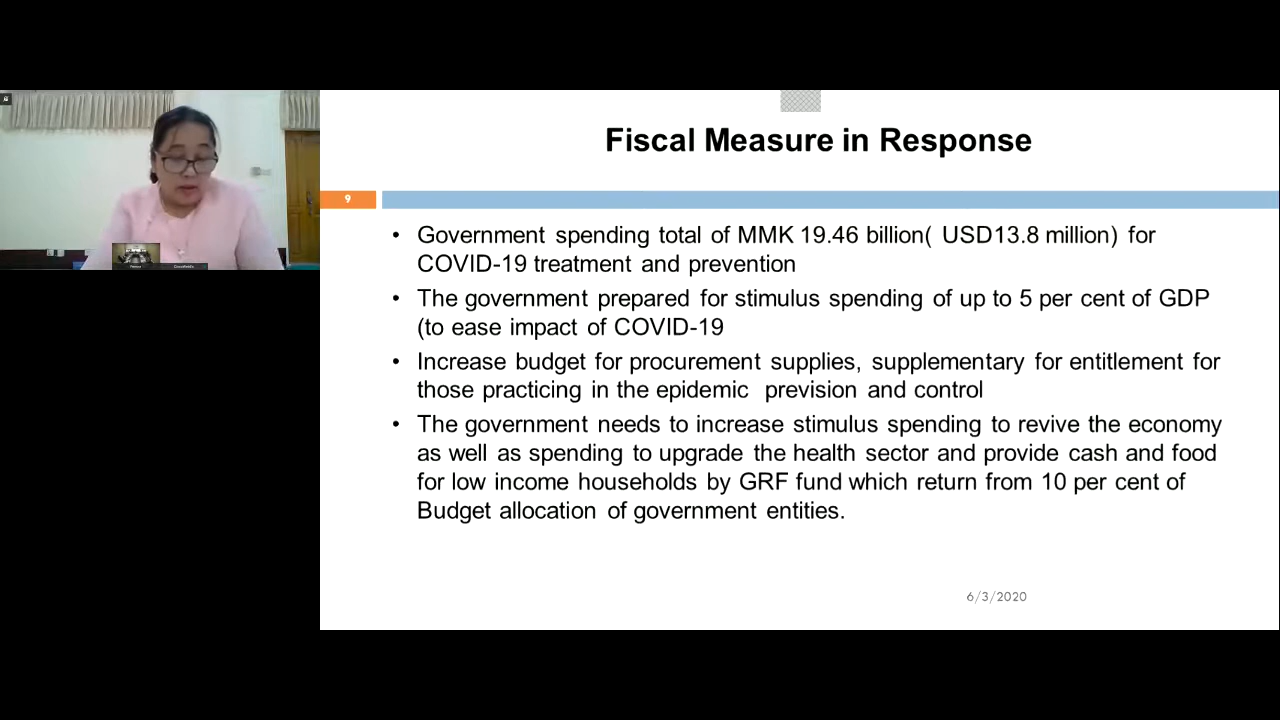 Fiscal Measure in Response
9
• Government spending total of MMK 19.46 billion( USD13.8 million) for
COVID-19 treatment and prevention
• The government prepared for stimulus spending of up to 5 per cent of GDP
(to ease impact of COVID-19
• Increase budget for procurement supplies, supplementary for entitlement for
those practicing in the epidemic prevision and control
• The government needs to increase stimulus spending to revive the economy
as well as spending to upgrade the health sector and provide cash and food
for low income households by GRF fund which return from 10 per cent of
Budget allocation of government entities.
6/3/2020